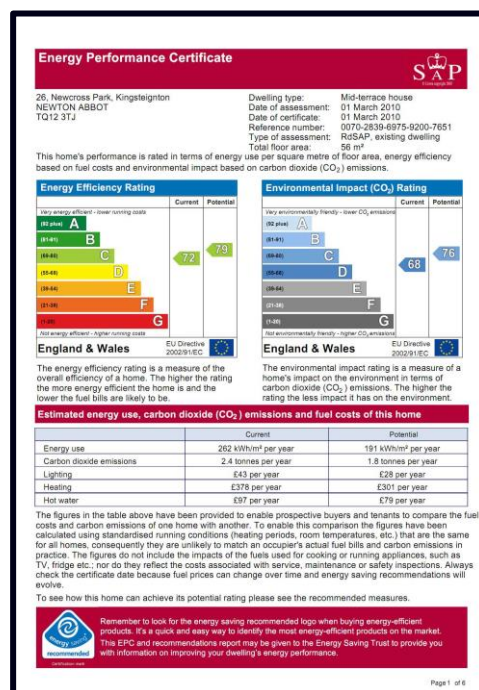 Energy Performance Certificate
SAP
26, Newcross Park, Kingsteignton
NEWTON ABBOT
TQ12 3TJ
Dwelling type: Mid-terrace house
Date of assessment: 01 March 2010
Date of certificate: 01 March 2010
Reference number: 0070-2839-6975-9200-7651
Type of assessment: RdSAP, existing dwelling
Total floor area: 56 m²
This home's performance is rated in terms of energy use per square metre of floor area, energy efficiency
based on fuel costs and environmental impact based on carbon dioxide (CO₂) emissions.
Energy Efficiency Rating
Current Potential
Very energy efficient - lower running costs
(92 plus) A
(81-91) B
(69-80) C
(55-68) D
(39-54) E
(21-38) F
(1-20) G
72
79
Not energy efficient - higher running costs
England & Wales
EU Directive
2002/91/EC
The energy efficiency rating is a measure of the
overall efficiency of a home. The higher the rating
the more energy efficient the home is and the
lower the fuel bills are likely to be.
Environmental Impact (CO₂) Rating
Current Potential
Very environmentally friendly - lower CO₂ emissions
(92 plus) A
(81-91) B
(69-80) C
(55-68) D
(39-54) E
(21-38) F
(1-20) G
68
76
Not environmentally friendly - higher CO₂ emissions
England & Wales
EU Directive
2002/91/EC
The environmental impact rating is a measure of a
home's impact on the environment in terms of
carbon dioxide (CO₂) emissions. The higher the
rating the less impact it has on the environment.
Estimated energy use, carbon dioxide (CO₂) emissions and fuel costs of this home
Current Potential
Energy use 262 kWh/m² per year 191 kWh/m² per year
Carbon dioxide emissions 2.4 tonnes per year 1.8 tonnes per year
Lighting £43 per year £28 per year
Heating £378 per year £301 per year
Hot water £97 per year £79 per year
The figures in the table above have been provided to enable prospective buyers and tenants to compare the fuel
costs and carbon emissions of one home with another. To enable this comparison the figures have been
calculated using standardised running conditions (heating periods, room temperatures, etc.) that are the same
for all homes, consequently they are unlikely to match an occupier's actual fuel bills and carbon emissions in
practice. The figures do not include the impacts of the fuels used for cooking or running appliances, such as
TV, fridge etc.; nor do they reflect the costs associated with service, maintenance or safety inspections. Always
check the certificate date because fuel prices can change over time and energy saving recommendations will
evolve.
To see how this home can achieve its potential rating please see the recommended measures.
energy saving
recommended
Certification mark
Remember to look for the energy saving recommended logo when buying energy-efficient
products. It's a quick and easy way to identify the most energy-efficient products on the market.
This EPC and recommendations report may be given to the Energy Saving Trust to provide you
with information on improving your dwelling's energy performance.
Page 1 of 6